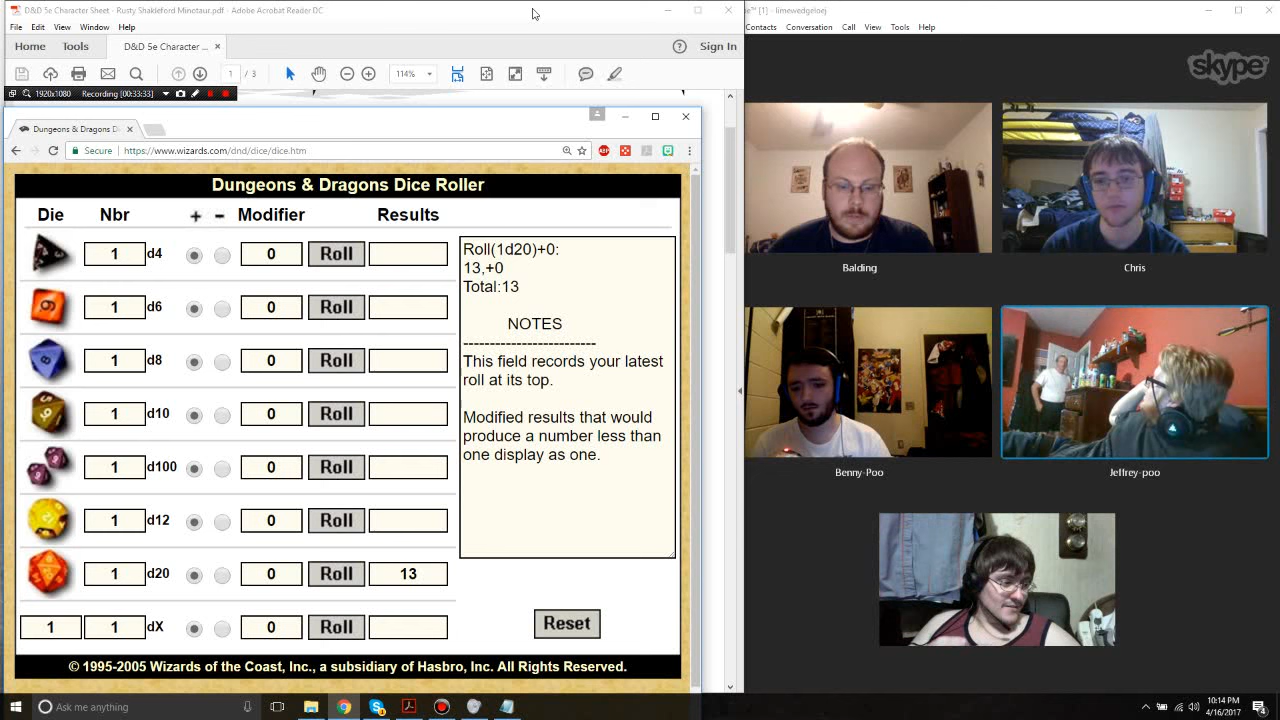 D&D 5e Character Sheet - Rusty Shakleford Minotaur.pdf - Adobe Acrobat Reader DC
File Edit View Window Help
Home Tools D&D 5e Character ... × Sign In
1 / 3 114%
1920x1080 Recording [00:33:33]
Dungeons & Dragons D
Secure https://www.wizards.com/dnd/dice/dice.htm
ABP
Dungeons & Dragons Dice Roller
Die Nbr + - Modifier Results
1 d4 0 Roll
1 d6 0 Roll
1 d8 0 Roll
1 d10 0 Roll
1 d100 0 Roll
1 d12 0 Roll
1 d20 0 Roll 13
1 1 dX 0 Roll
Roll(1d20)+0:
13,+0
Total:13
NOTES
-------------------------
This field records your latest
roll at its top.
Modified results that would
produce a number less than
one display as one.
Reset
© 1995-2005 Wizards of the Coast, Inc., a subsidiary of Hasbro, Inc. All Rights Reserved.
[1] - limewedgeloej
Contacts Conversation Call View Tools Help
skype™
Balding
Chris
Benny-Poo
Jeffrey-poo
Ask me anything
10:14 PM
4/16/2017
4